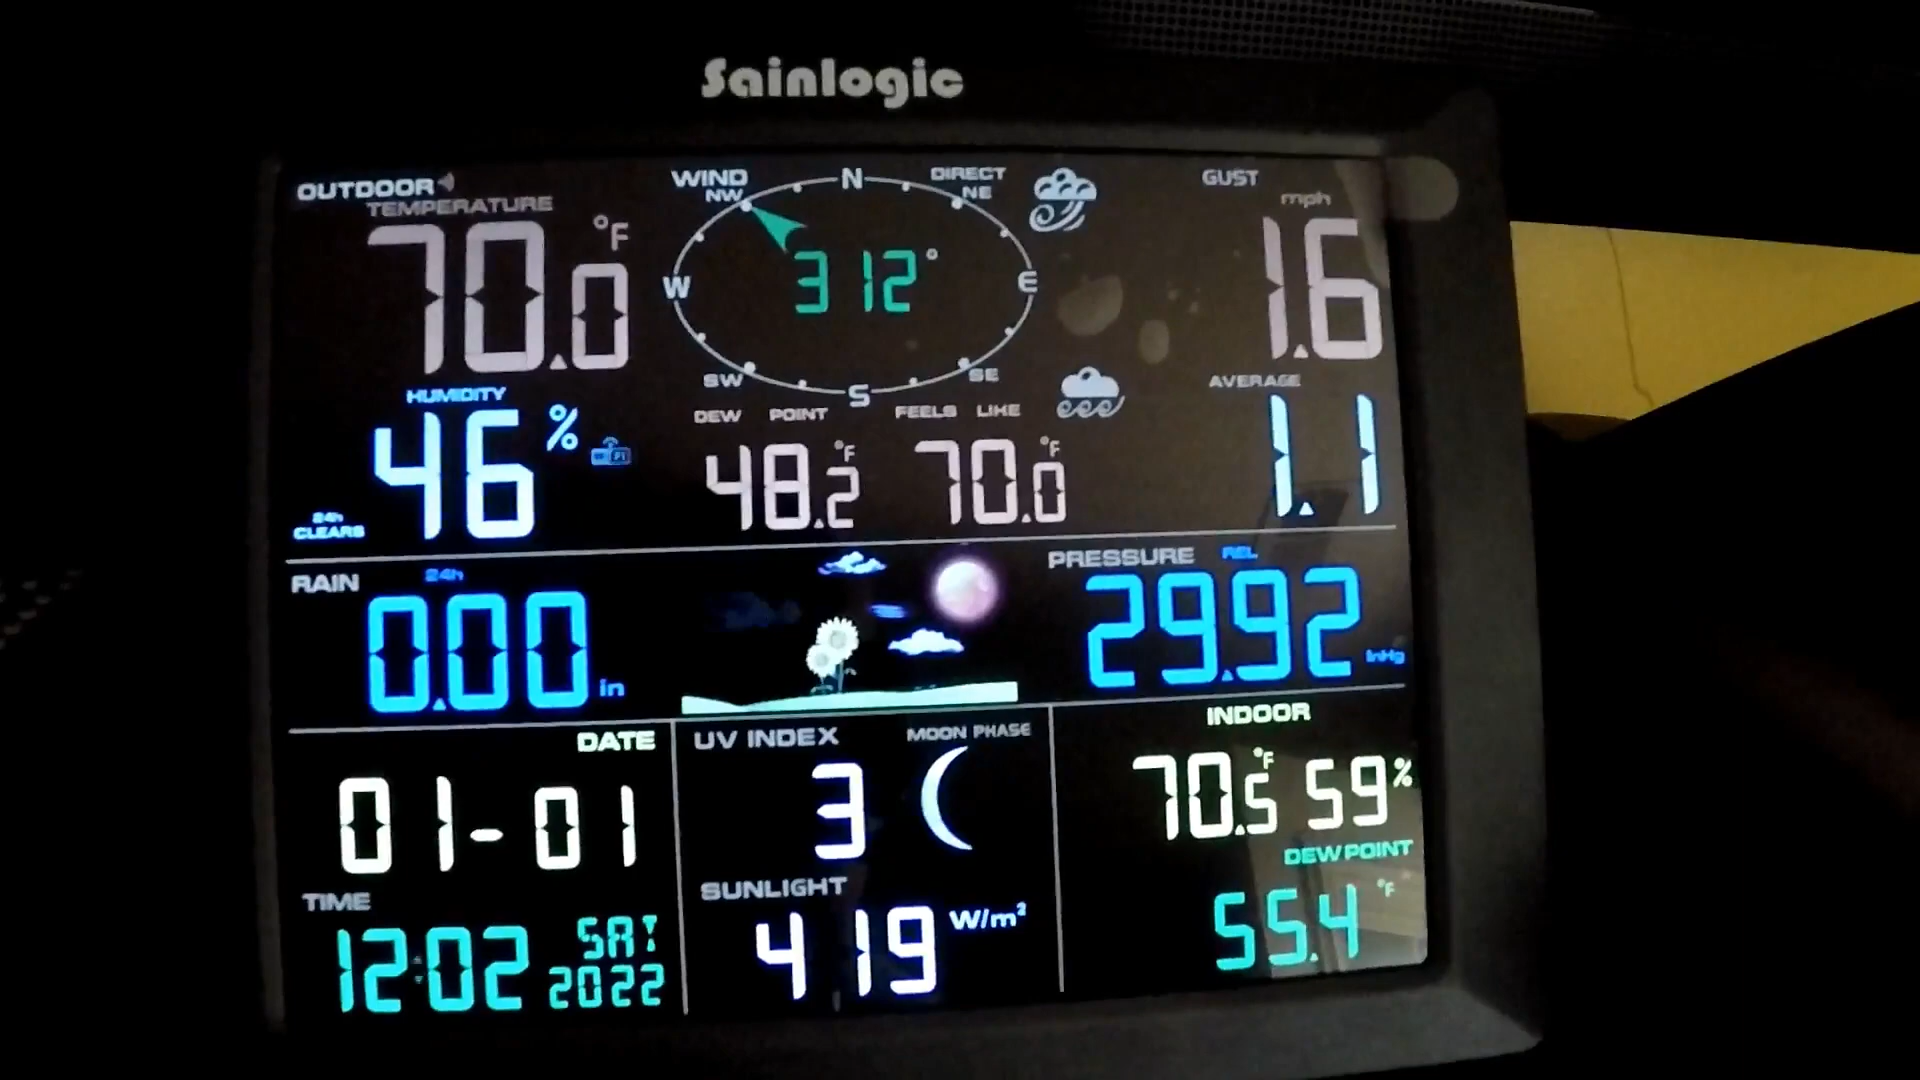 Sainlogic
OUTDOOR WIND N DIRECT GUST
TEMPERATURE NW NE mph
70.0 °F 312° 1.6
W E
SW S SE
HUMIDITY AVERAGE
46 % DEW POINT FEELS LIKE 1.1
48.2 °F 70.0 °F
24h
CLEARS
RAIN 24h PRESSURE REL
0.00 in 29.92 inHg
DATE UV INDEX MOON PHASE INDOOR
01-01 3 70.5 °F 59%
TIME SUNLIGHT DEW POINT
12:02 SAT 419 W/m² 55.4 °F
2022